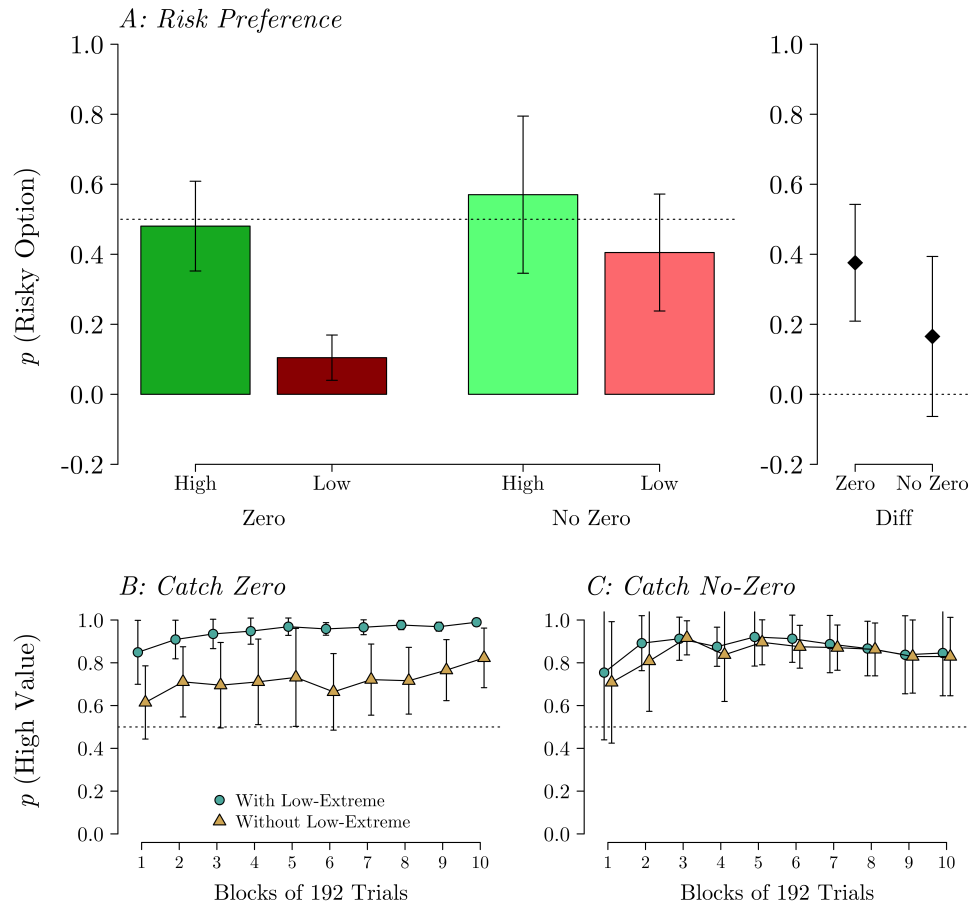 A: Risk Preference
p (Risky Option)
1.0
0.8
0.6
0.4
0.2
0.0
-0.2
High
Low
High
Low
Zero
No Zero
1.0
0.8
0.6
0.4
0.2
0.0
-0.2
Zero
No Zero
Diff
B: Catch Zero
p (High Value)
1.0
0.8
0.6
0.4
0.2
0.0
With Low-Extreme
Without Low-Extreme
1 2 3 4 5 6 7 8 9 10
Blocks of 192 Trials
C: Catch No-Zero
1.0
0.8
0.6
0.4
0.2
0.0
1 2 3 4 5 6 7 8 9 10
Blocks of 192 Trials